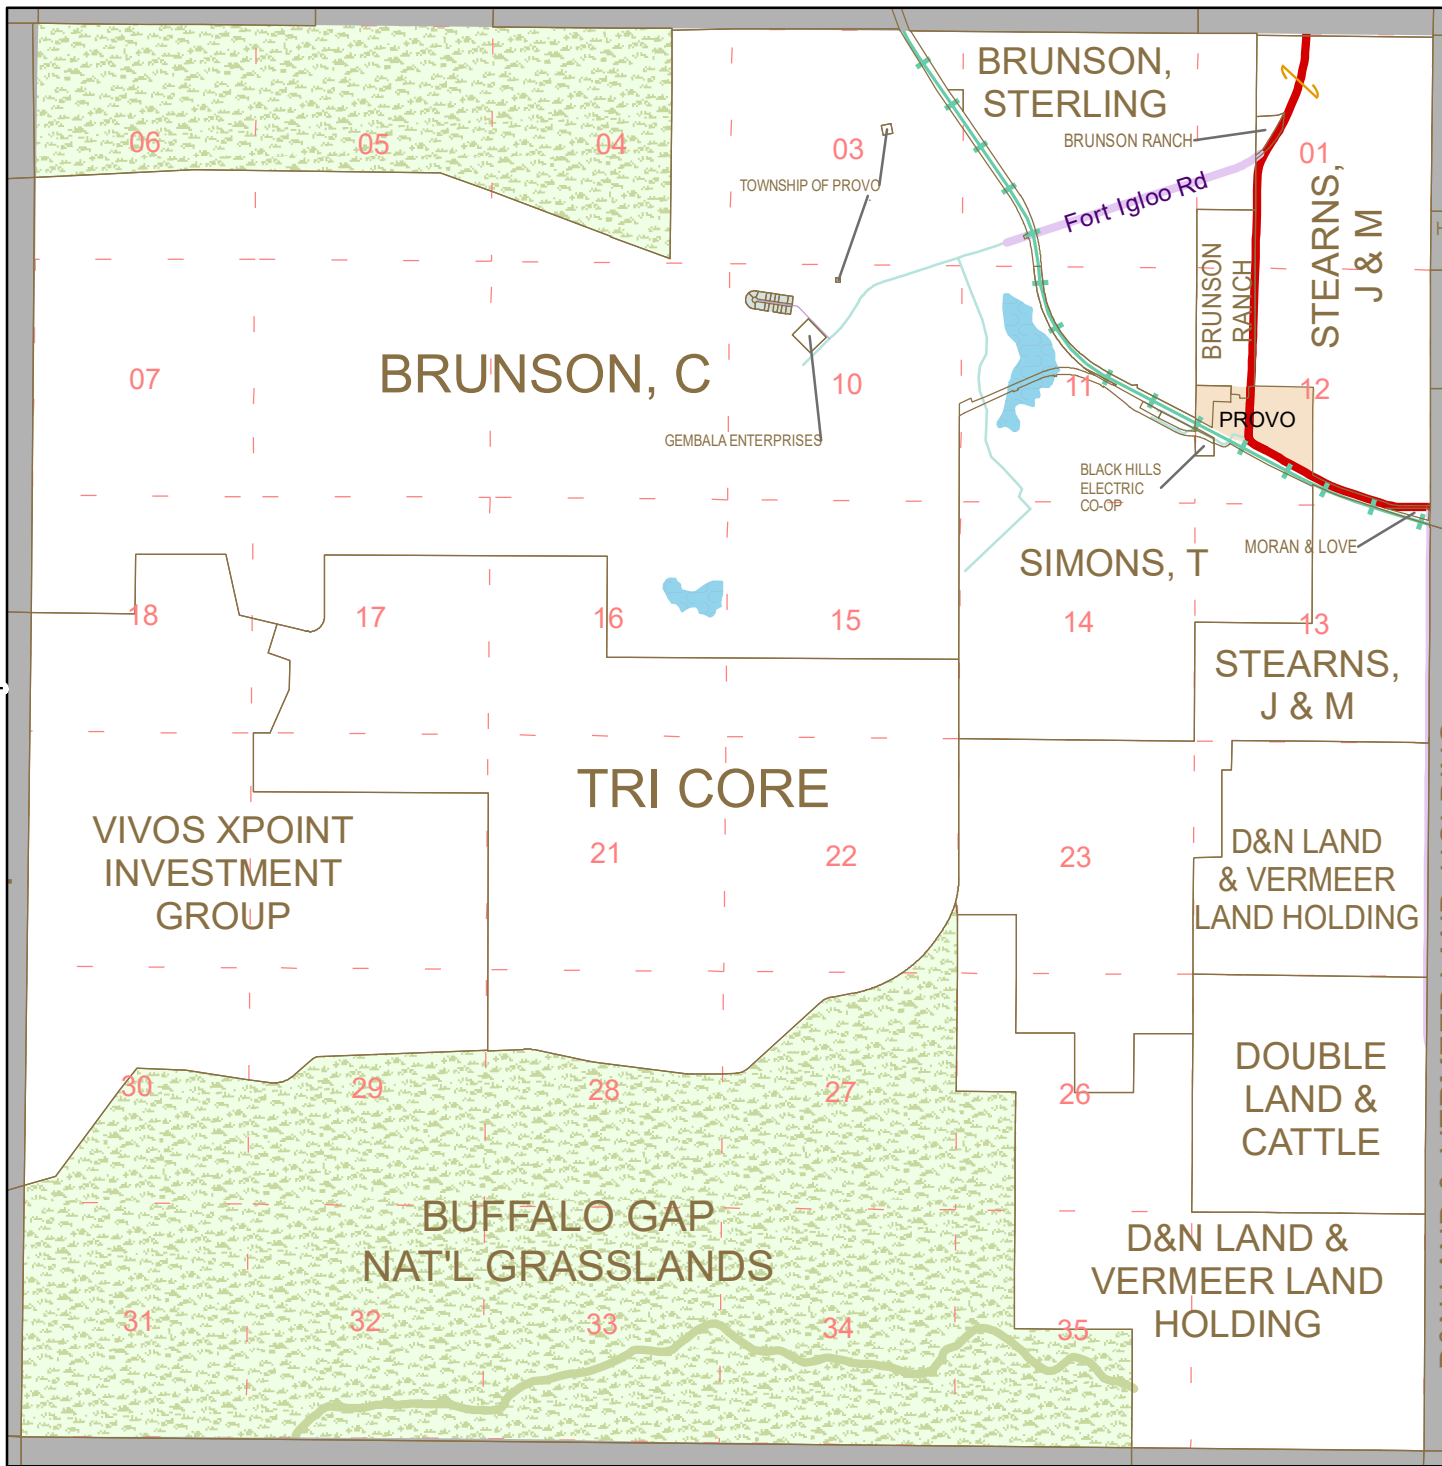 BRUNSON,
STERLING
BRUNSON RANCH
06
05
04
03
01
TOWNSHIP OF PROVO
Fort Igloo Rd
STEARNS,
J & M
BRUNSON
RANCH
BRUNSON, C
07
10
11
12
PROVO
GEMBALA ENTERPRISES
BLACK HILLS
ELECTRIC
CO-OP
MORAN & LOVE
SIMONS, T
18
17
16
15
14
13
STEARNS,
J & M
TRI CORE
VIVOS XPOINT
INVESTMENT
GROUP
21
22
23
D&N LAND
& VERMEER
LAND HOLDING
DOUBLE
LAND &
CATTLE
30
29
28
27
26
BUFFALO GAP
NAT'L GRASSLANDS
D&N LAND &
VERMEER LAND
HOLDING
31
32
33
34
35